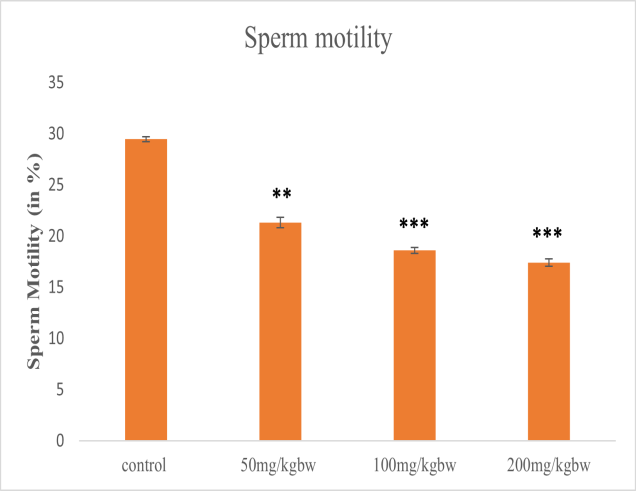 Sperm motility
Sperm Motility (in %)
35
30
25
20
15
10
5
0
**
***
***
control
50mg/kgbw
100mg/kgbw
200mg/kgbw